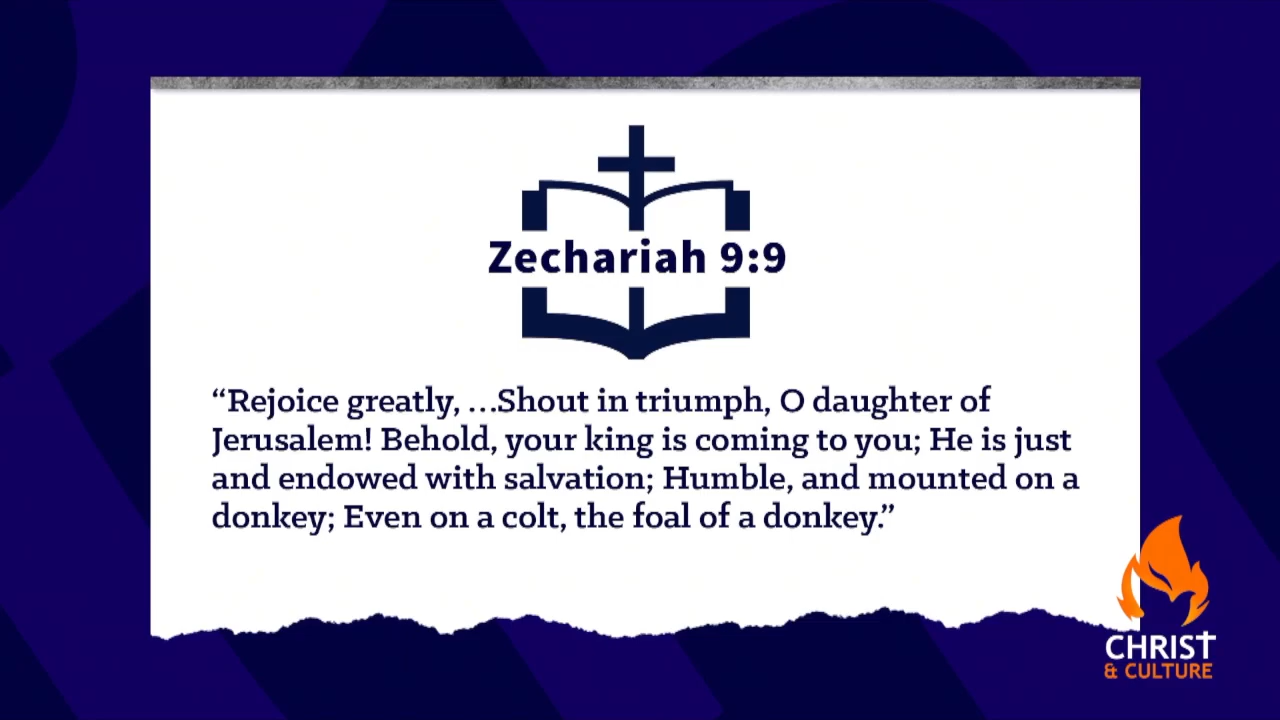 Zechariah 9:9
“Rejoice greatly, ...Shout in triumph, O daughter of
Jerusalem! Behold, your king is coming to you; He is just
and endowed with salvation; Humble, and mounted on a
donkey; Even on a colt, the foal of a donkey.”
CHRIST
& CULTURE